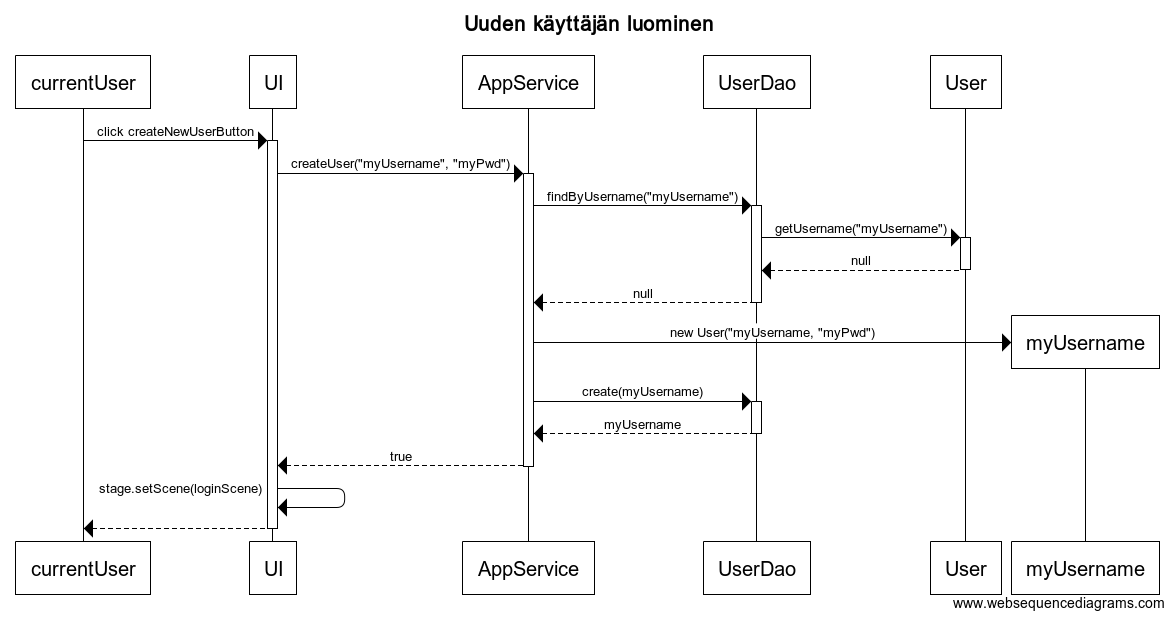 Uuden käyttäjän luominen
currentUser
UI
AppService
UserDao
User
click createNewUserButton
createUser("myUsername", "myPwd")
findByUsername("myUsername")
getUsername("myUsername")
null
null
new User("myUsername, "myPwd")
myUsername
create(myUsername)
myUsername
true
stage.setScene(loginScene)
currentUser
UI
AppService
UserDao
User
myUsername
www.websequencediagrams.com